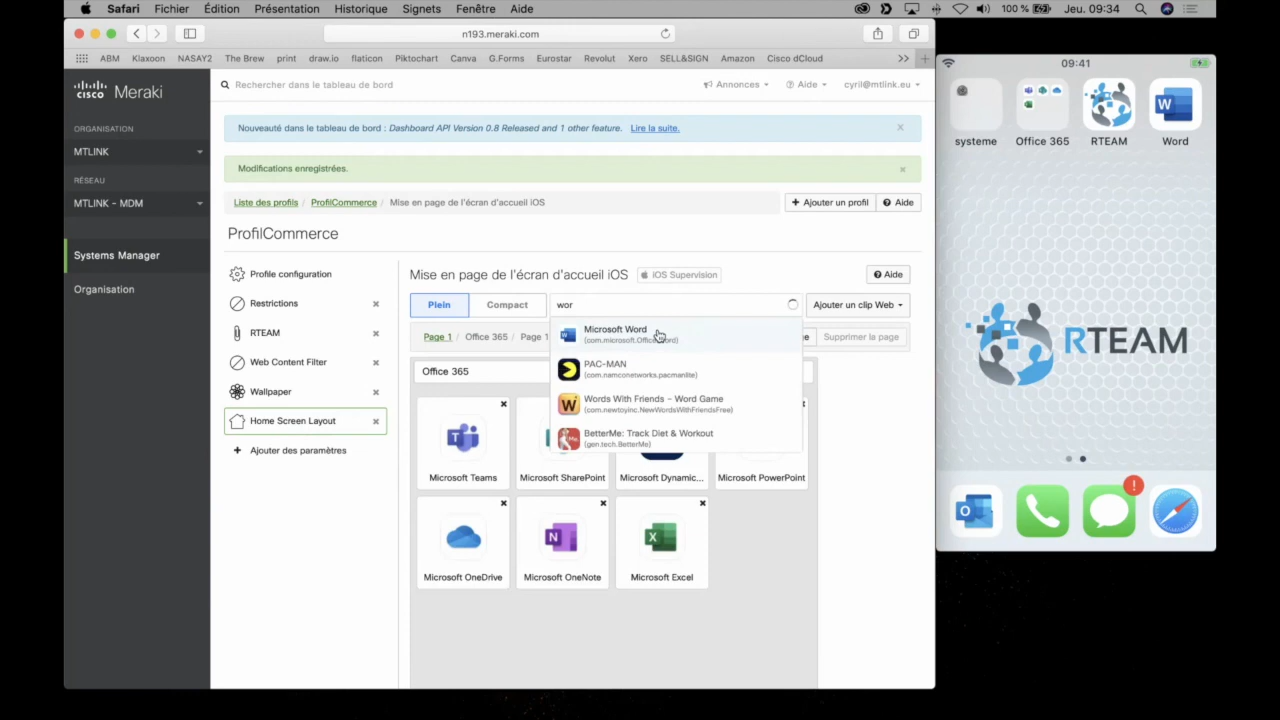 Safari Fichier Édition Présentation Historique Signets Fenêtre Aide 100 % Jeu. 09:34
n193.meraki.com
ABM Klaxoon NASAY2 The Brew print draw.io flaticon Piktochart Canva G.Forms Eurostar Revolut Xero SELL&SIGN Amazon Cisco dCloud
cisco Meraki
Rechercher dans le tableau de bord
Annonces Aide cyril@mtlink.eu
ORGANISATION
MTLINK
RÉSEAU
MTLINK - MDM
Systems Manager
Organisation
Nouveauté dans le tableau de bord : Dashboard API Version 0.8 Released and 1 other feature. Lire la suite.
Modifications enregistrées.
Liste des profils / ProfilCommerce / Mise en page de l'écran d'accueil iOS
+ Ajouter un profil
Aide
ProfilCommerce
Profile configuration
Restrictions
RTEAM
Web Content Filter
Wallpaper
Home Screen Layout
+ Ajouter des paramètres
Mise en page de l'écran d'accueil iOS
iOS Supervision
Aide
Plein Compact
wor
Ajouter un clip Web
Page 1 / Office 365 / Page 1
Supprimer la page
Microsoft Word
PAC-MAN
(com.namconetworks.pacmanlite)
Words With Friends – Word Game
(com.newtoyinc.NewWordsWithFriendsFree)
BetterMe: Track Diet & Workout
(gen.tech.BetterMe)
Office 365
Microsoft Teams
Microsoft SharePoint
Microsoft Dynamic...
Microsoft PowerPoint
Microsoft OneDrive
Microsoft OneNote
Microsoft Excel
09:41
systeme
Office 365
RTEAM
Word
RTEAM